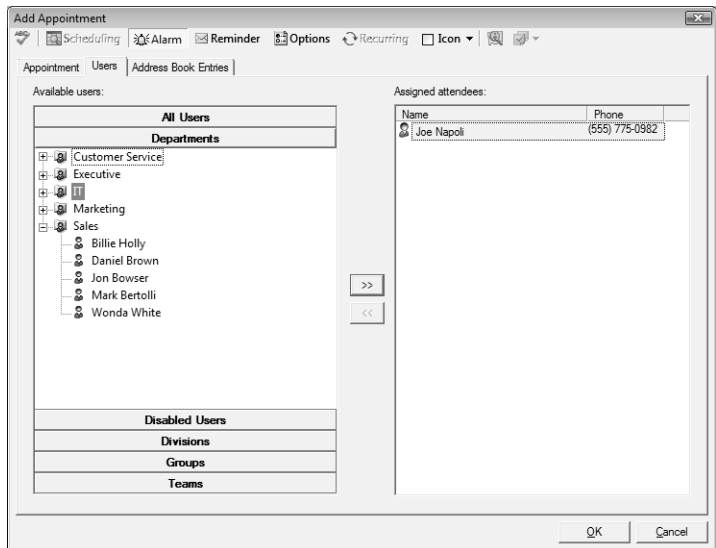 Add Appointment
ABC Scheduling Alarm Reminder Options Recurring Icon
Appointment Users Address Book Entries
Available users: Assigned attendees:
All Users
Departments
Customer Service
Executive
IT
Marketing
Sales
Billie Holly
Daniel Brown
Jon Bowser
Mark Bertolli
Wonda White
Disabled Users
Divisions
Groups
Teams
>>
<<
Name Phone
Joe Napoli (555) 775-0982
OK Cancel